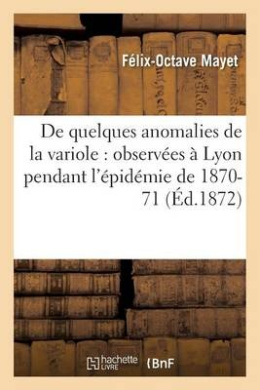 Félix-Octave Mayet
De quelques anomalies de la variole : observées à Lyon pendant l'épidémie de 1870-
71 (Éd.1872)
hachette
LIVRE
{BnF